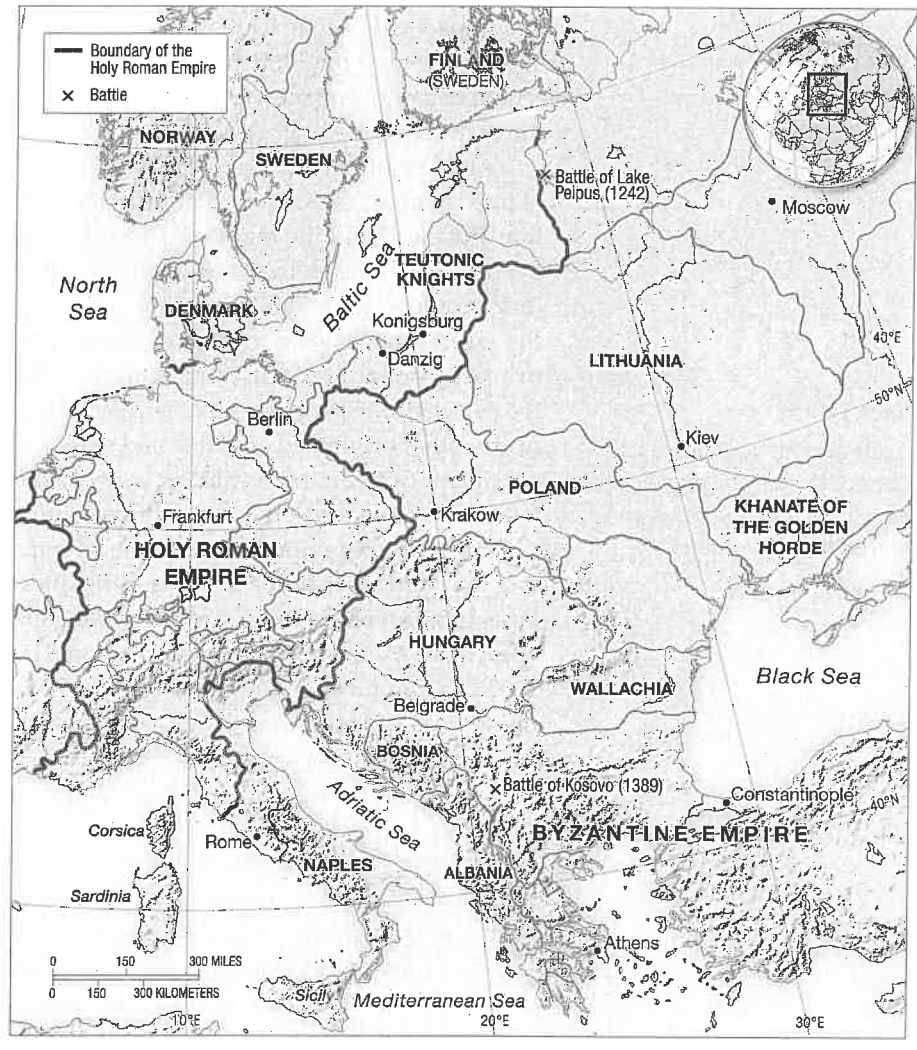 Boundary of the
Holy Roman Empire
Battle
FINLAND
(SWEDEN)
NORWAY
SWEDEN
Battle of Lake
Peipus (1242)
Moscow
North
Sea
Baltic Sea
TEUTONIC
KNIGHTS
DENMARK
Konigsburg
Danzig
LITHUANIA
40°E
50°N
Berlin
Kiev
POLAND
Frankfurt
Krakow
KHANATE OF
THE GOLDEN
HORDE
HOLY ROMAN
EMPIRE
HUNGARY
Black Sea
WALLACHIA
Belgrade
BOSNIA
Battle of Kosovo (1389)
Constantinople
40°N
Adriatic Sea
Corsica
Rome
BYZANTINE EMPIRE
NAPLES
ALBANIA
Sardinia
Athens
0 150 300 MILES
0 150 300 KILOMETERS
Sicily
Mediterranean Sea
10°E
20°E
30°E